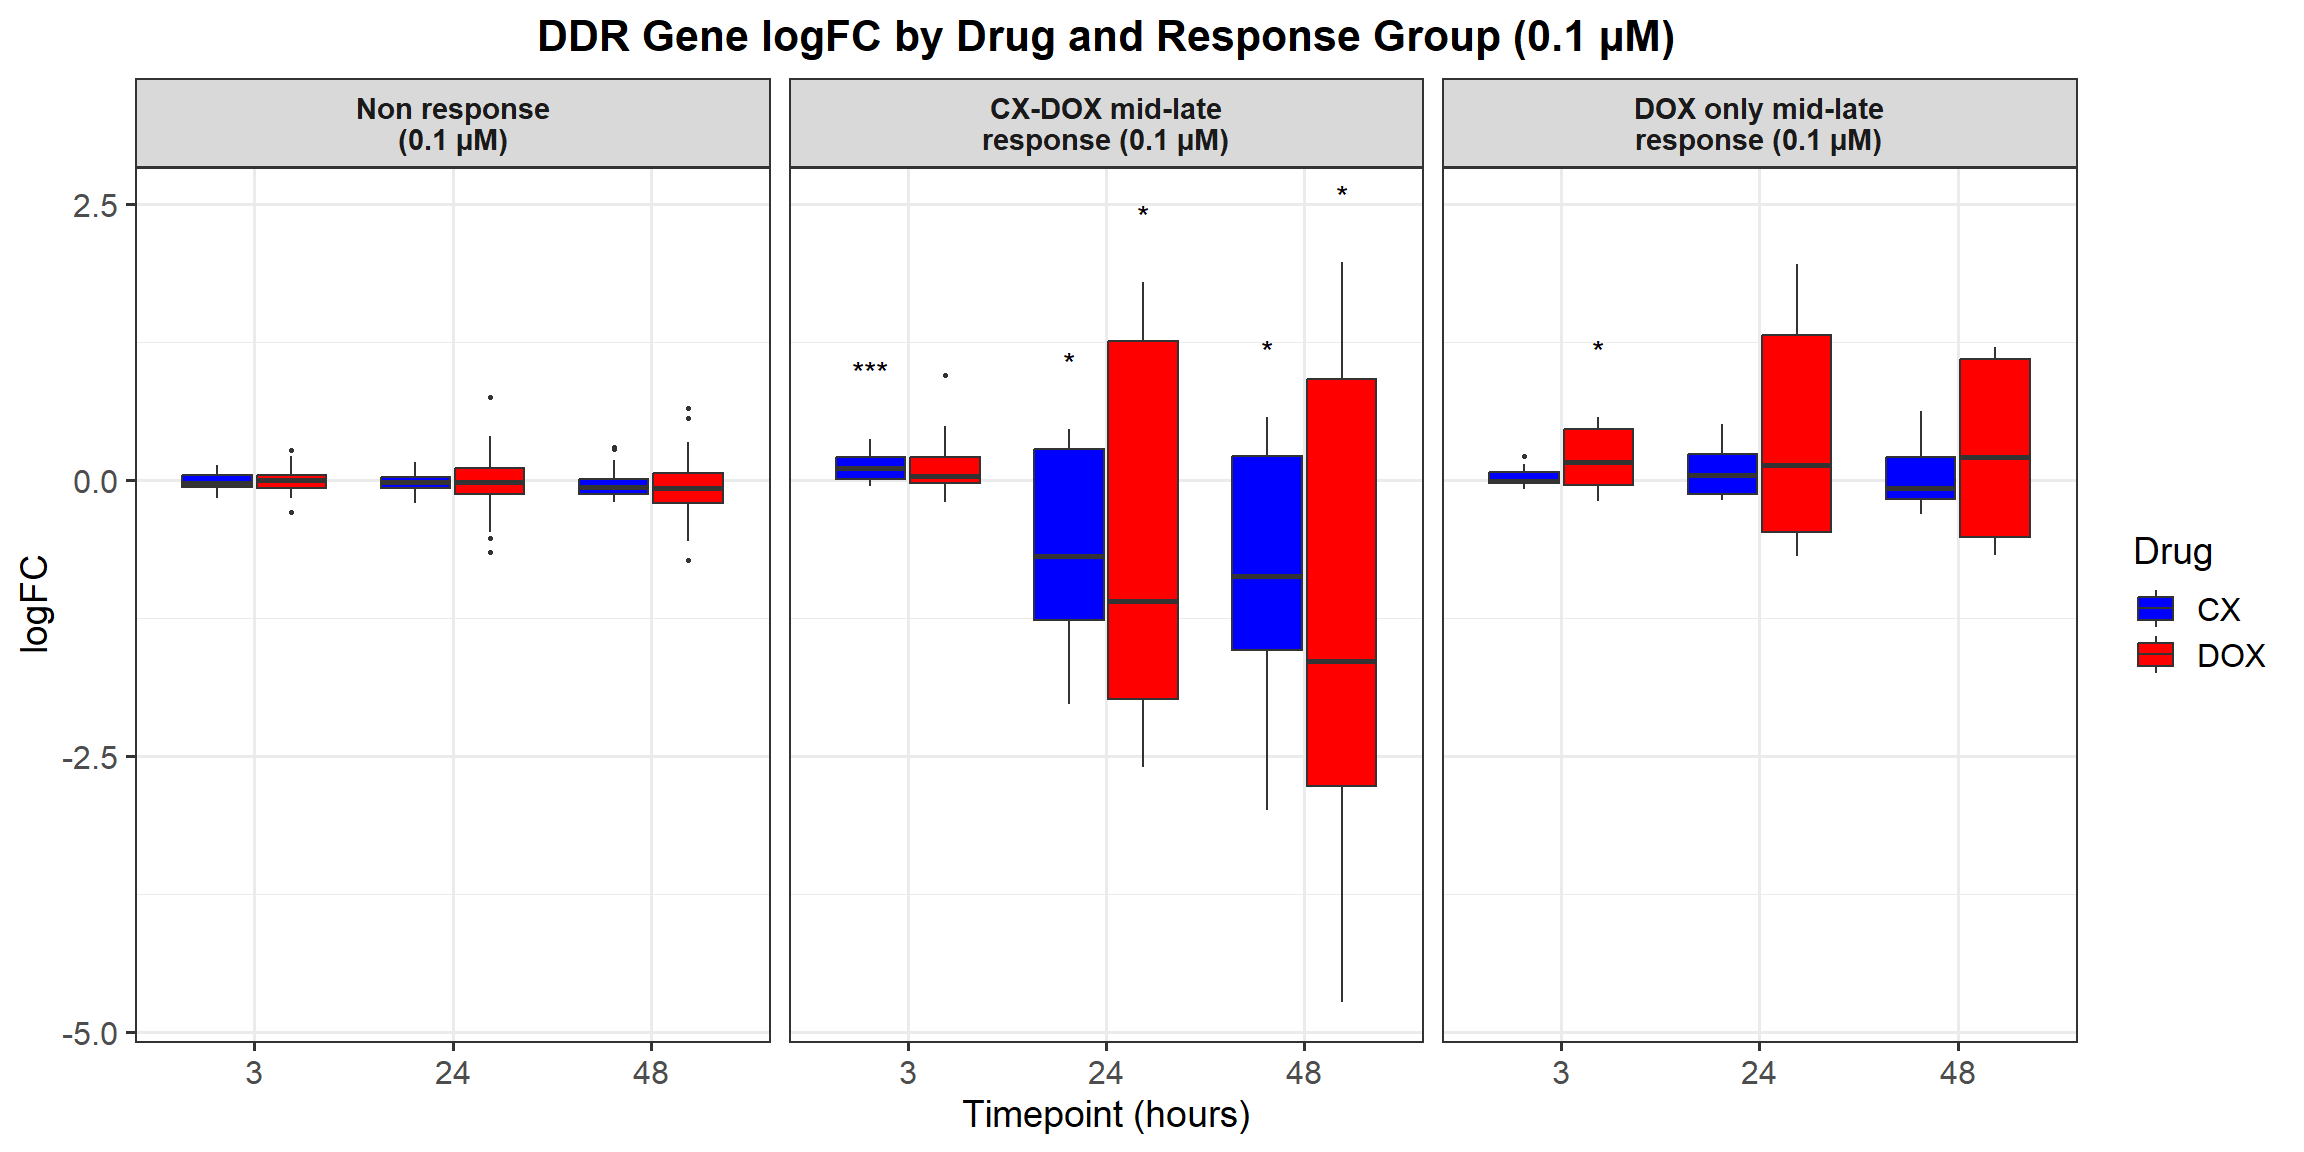 DDR Gene logFC by Drug and Response Group (0.1 µM)
Non response
(0.1 µM)
CX-DOX mid-late
response (0.1 µM)
DOX only mid-late
response (0.1 µM)
2.5
0.0
-2.5
-5.0
logFC
***
*
*
*
*
*
3
24
48
3
24
48
3
24
48
Timepoint (hours)
Drug
CX
DOX